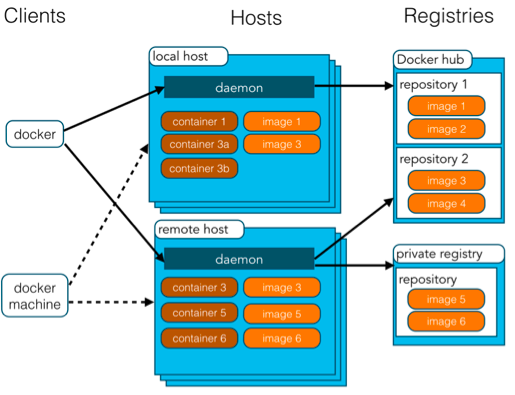 Clients
Hosts
Registries
docker
docker
machine
local host
daemon
container 1
image 1
container 3a
image 3
container 3b
remote host
daemon
container 3
image 3
container 5
image 5
container 6
image 6
Docker hub
repository 1
image 1
image 2
repository 2
image 3
image 4
private registry
repository
image 5
image 6